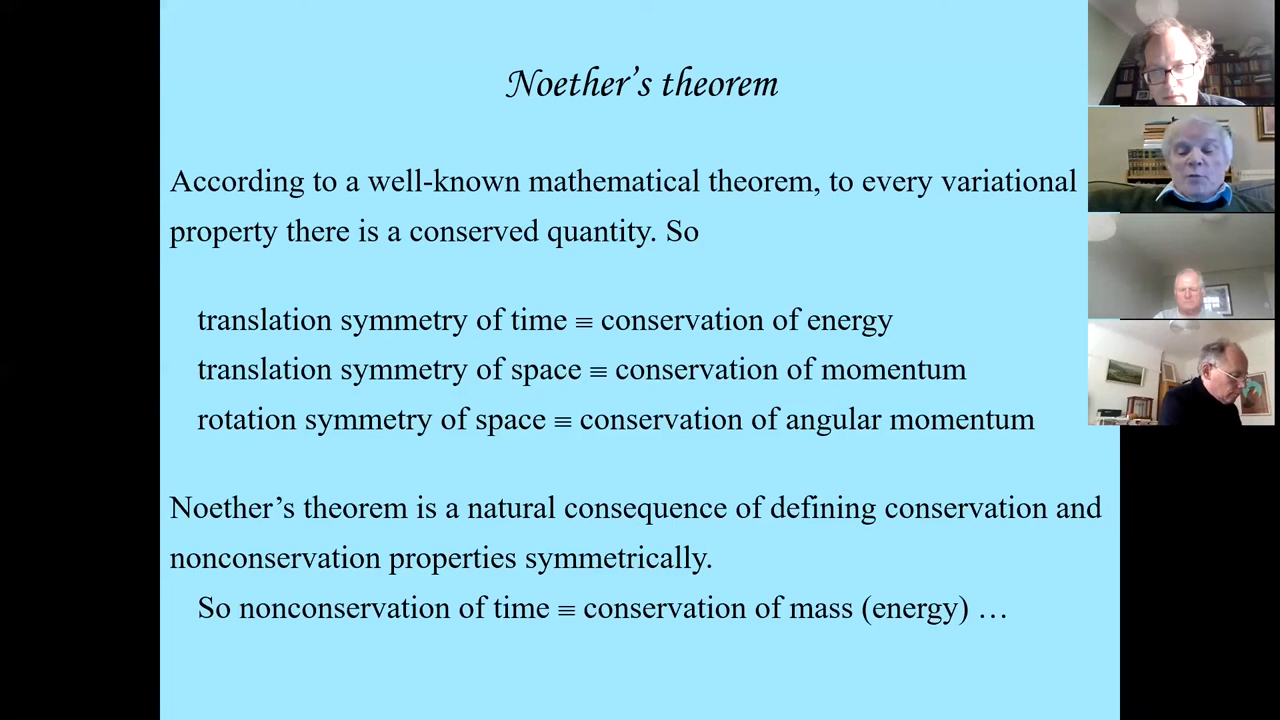 Noether’s theorem
According to a well-known mathematical theorem, to every variational
property there is a conserved quantity. So
translation symmetry of time ≡ conservation of energy
translation symmetry of space ≡ conservation of momentum
rotation symmetry of space ≡ conservation of angular momentum
Noether’s theorem is a natural consequence of defining conservation and
nonconservation properties symmetrically.
So nonconservation of time ≡ conservation of mass (energy) …